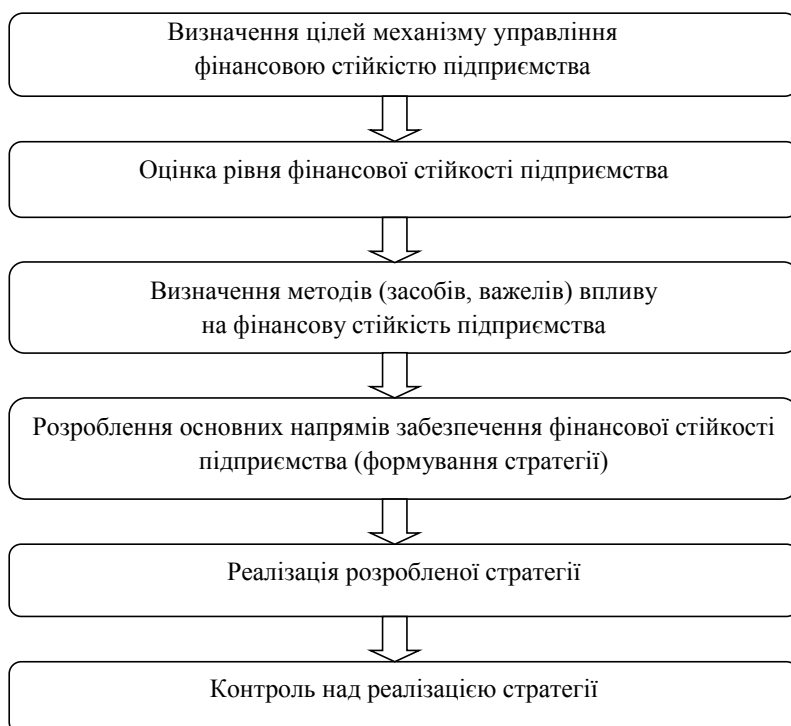 Визначення цілей механізму управління
фінансовою стійкістю підприємства
Оцінка рівня фінансової стійкості підприємства
Визначення методів (засобів, важелів) впливу
на фінансову стійкість підприємства
Розроблення основних напрямів забезпечення фінансової стійкості
підприємства (формування стратегії)
Реалізація розробленої стратегії
Контроль над реалізацією стратегії